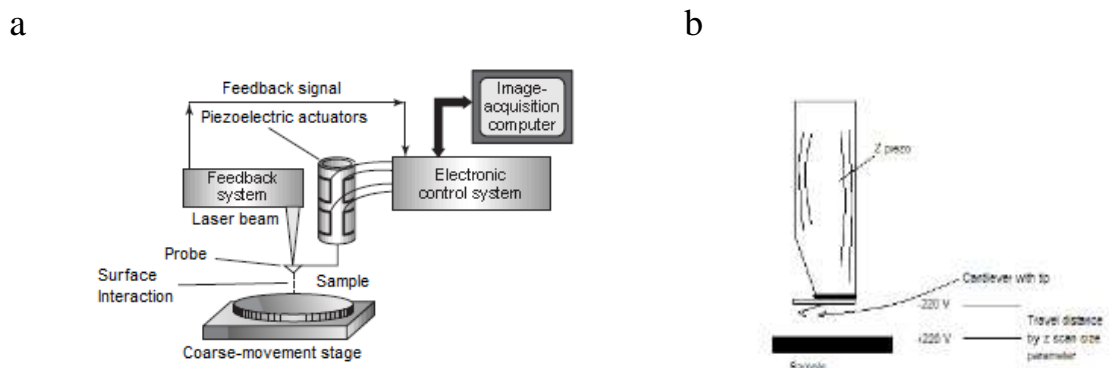 a
b
Feedback signal
Piezoelectric actuators
Image-
acquisition
computer
Feedback
system
Electronic
control system
Laser beam
Probe
Surface
Interaction
Sample
Coarse-movement stage
Z piezo
Cantilever with tip
-220 V
+220 V
Travel distance
by z scan size
parameter
Sample